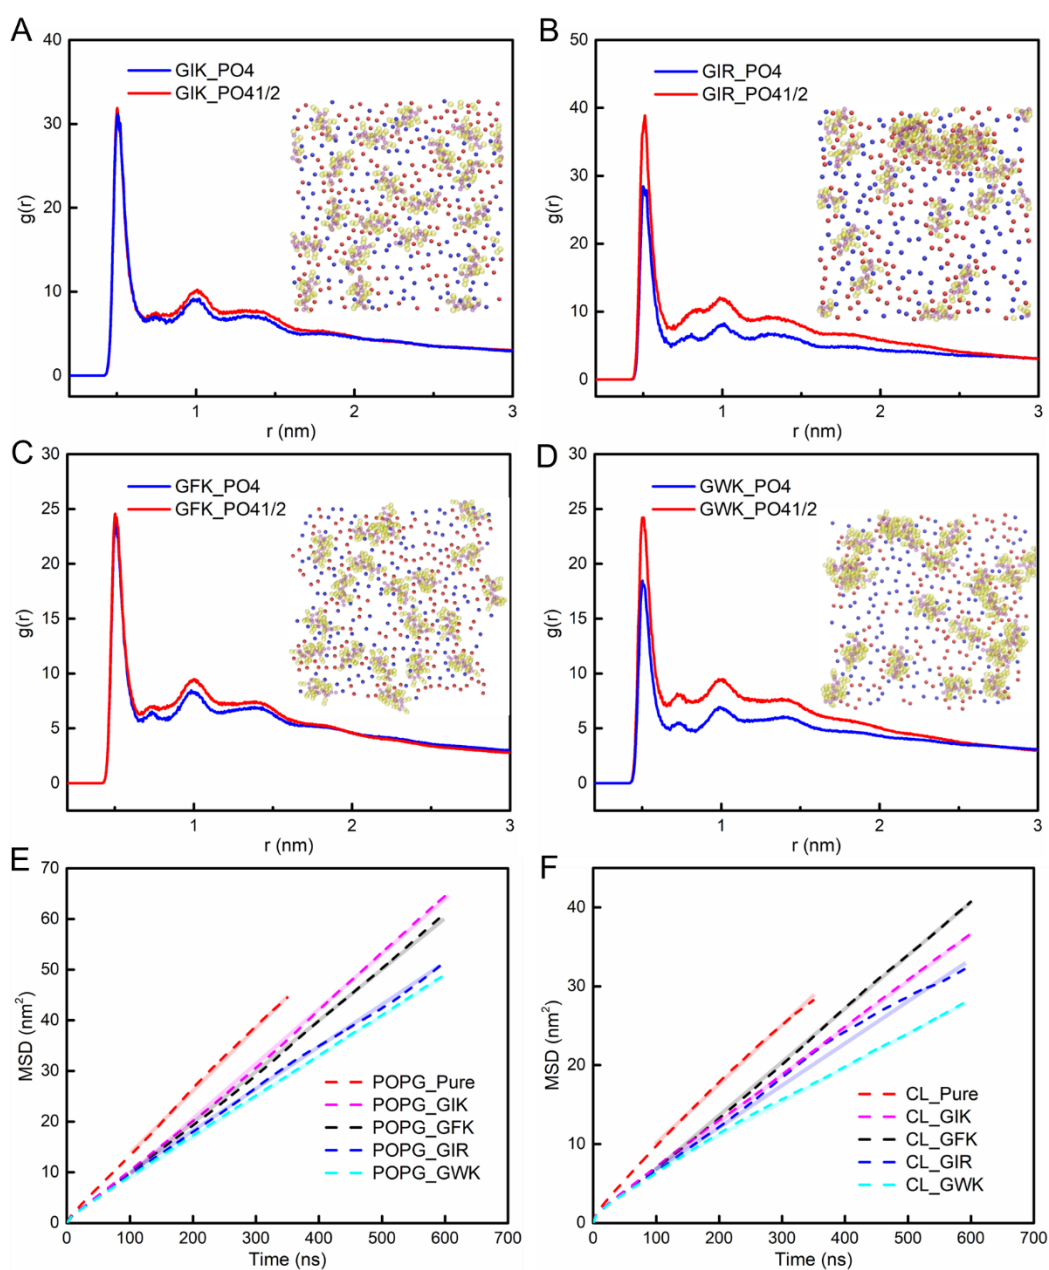 A
40
30
20
10
0
g(r)
GIK_PO4
GIK_PO41/2
1
2
3
r (nm)
B
50
40
30
20
10
0
g(r)
GIR_PO4
GIR_PO41/2
1
2
3
r (nm)
C
30
25
20
15
10
5
0
g(r)
GFK_PO4
GFK_PO41/2
1
2
3
r (nm)
D
30
25
20
15
10
5
0
g(r)
GWK_PO4
GWK_PO41/2
1
2
3
r (nm)
E
70
60
50
40
30
20
10
0
MSD (nm²)
POPG_Pure
POPG_GIK
POPG_GFK
POPG_GIR
POPG_GWK
0
100
200
300
400
500
600
700
Time (ns)
F
40
30
20
10
0
MSD (nm²)
CL_Pure
CL_GIK
CL_GFK
CL_GIR
CL_GWK
0
100
200
300
400
500
600
700
Time (ns)